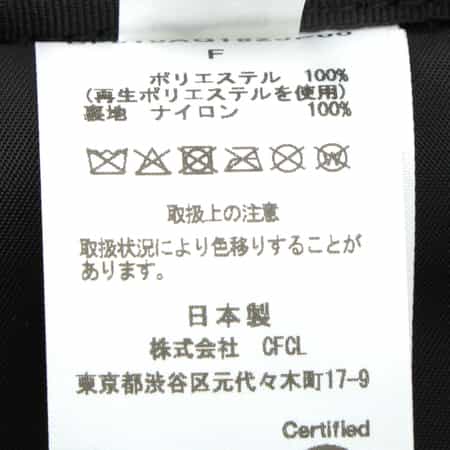 F
ポリエステル 100%
(再生ポリエステルを使用)
裏地 ナイロン 100%
取扱上の注意
取扱状況により色移りすることが
あります。
日本製
株式会社 CFCL
東京都渋谷区元代々木町17-9
Certified